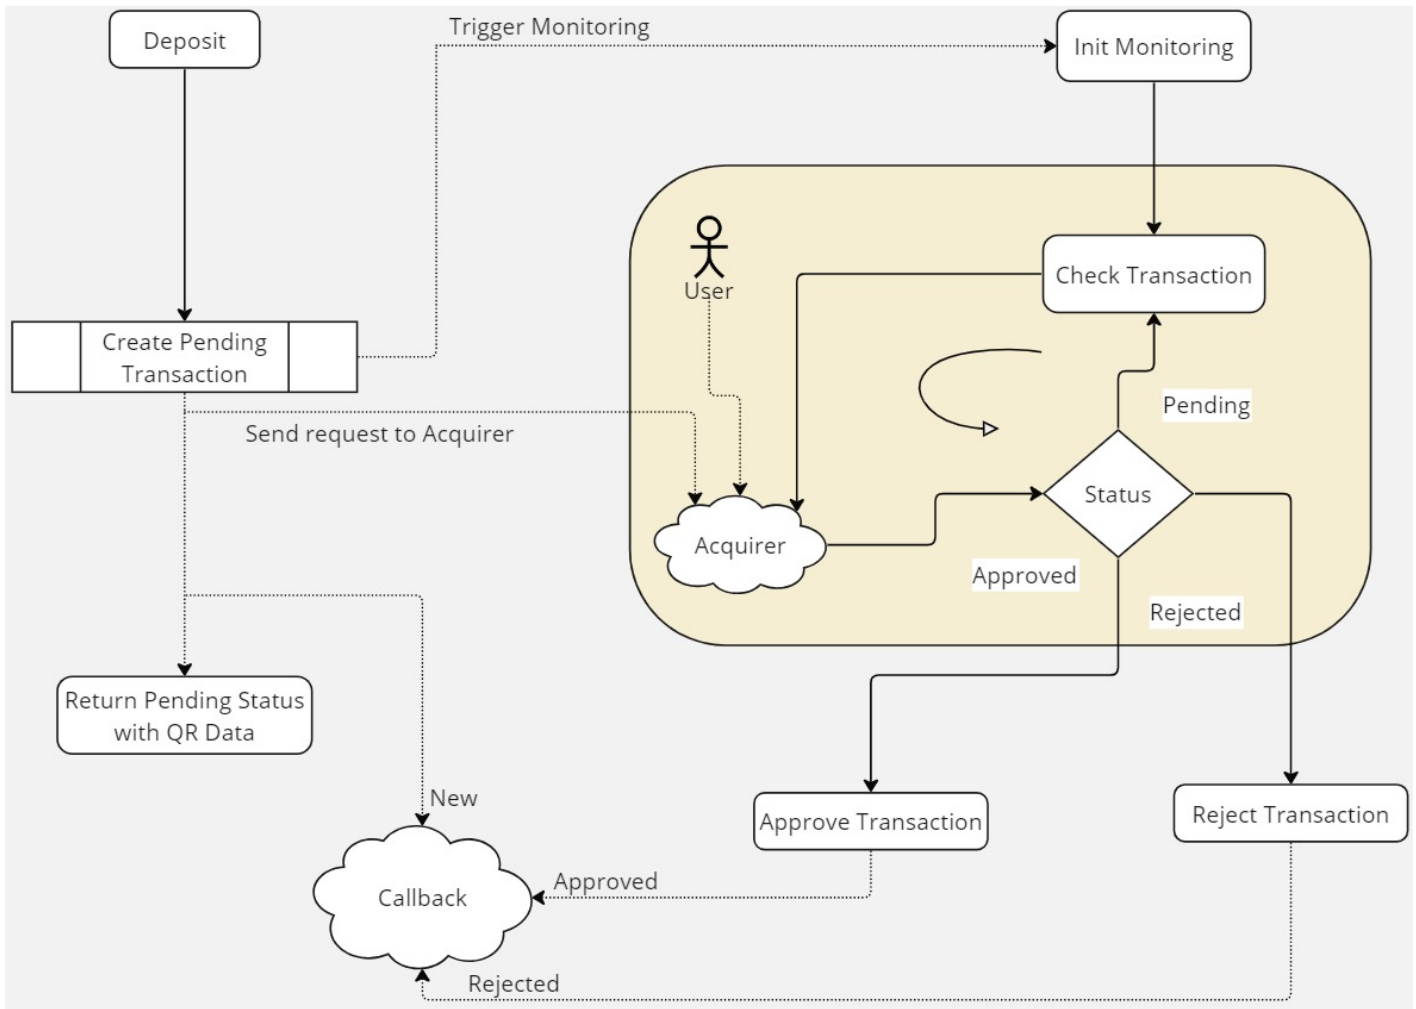 Deposit
Trigger Monitoring
Init Monitoring
User
Check Transaction
Create Pending
Transaction
Pending
Send request to Acquirer
Status
Acquirer
Approved
Rejected
Return Pending Status
with QR Data
New
Approve Transaction
Reject Transaction
Callback
Approved
Rejected